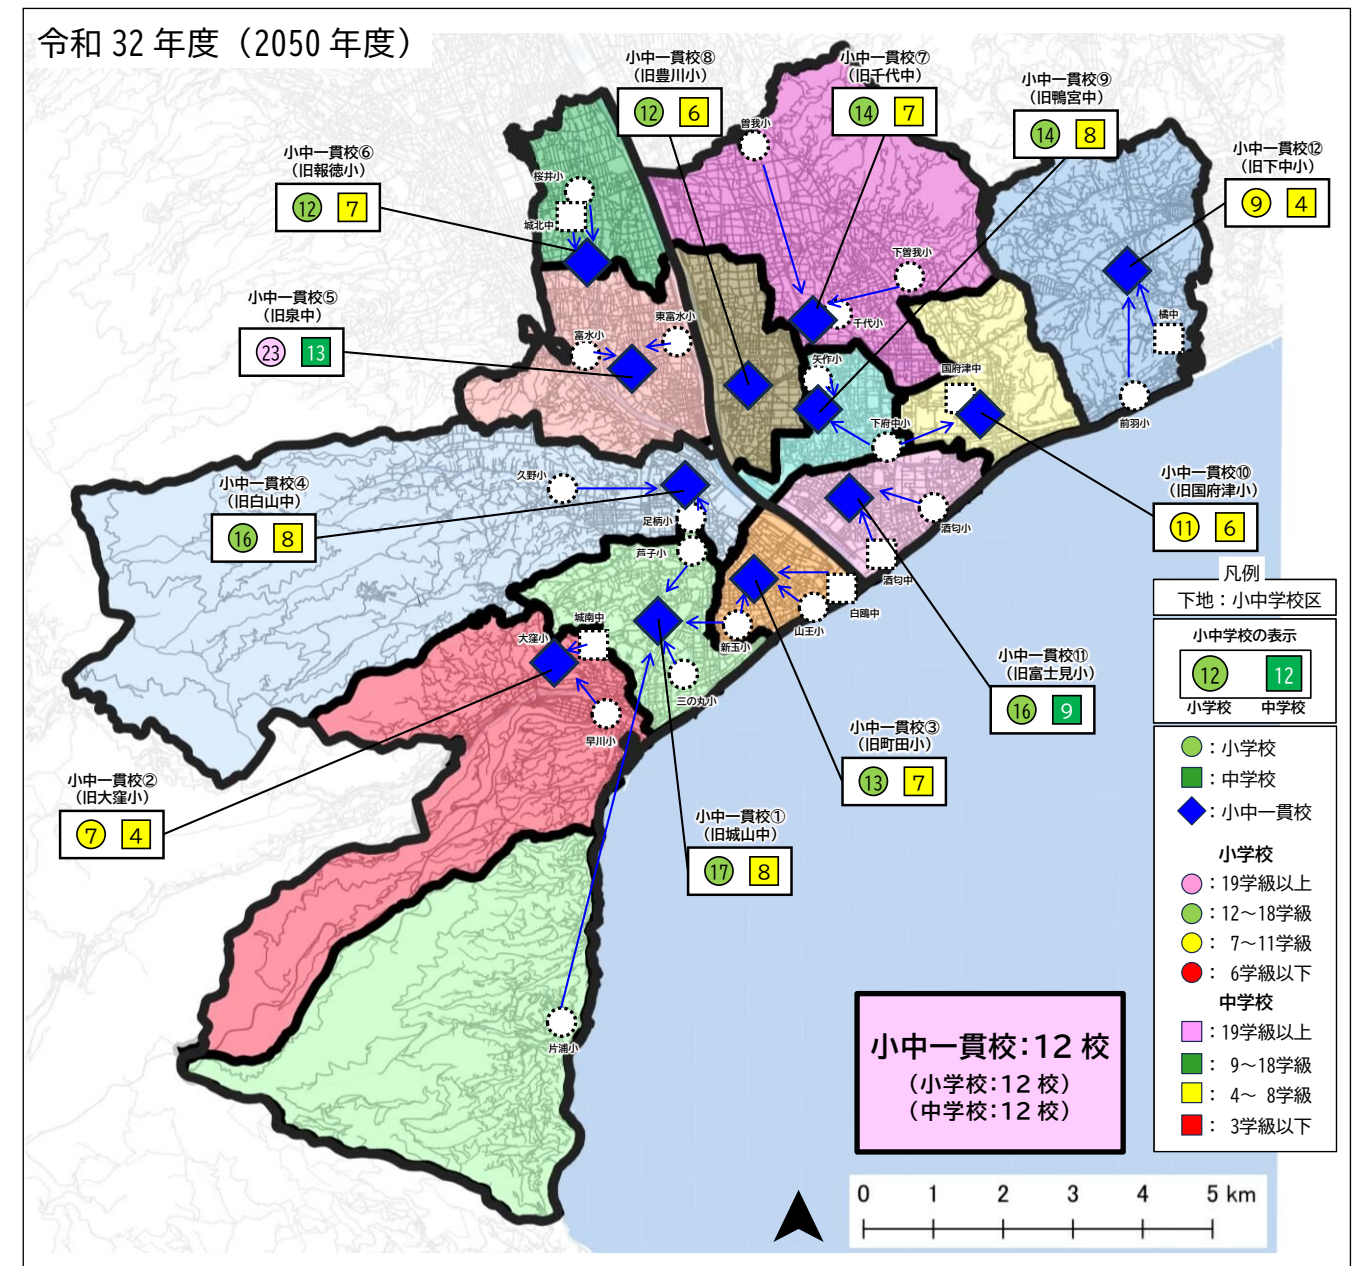 令和 32 年度（2050 年度）
小中一貫校⑧
（旧豊川小）
12 6
小中一貫校⑦
（旧千代中）
14 7
小中一貫校⑨
（旧鴨宮中）
14 8
小中一貫校⑫
（旧下中小）
9 4
小中一貫校⑥
（旧報徳小）
12 7
小中一貫校⑤
（旧泉中）
23 13
小中一貫校④
（旧白山中）
16 8
小中一貫校②
（旧大窪小）
7 4
小中一貫校⑩
（旧国府津小）
11 6
小中一貫校⑪
（旧富士見小）
16 9
小中一貫校③
（旧町田小）
13 7
小中一貫校①
（旧城山中）
17 8
曽我小
桜井小
城北中
下曽我小
千代小
東富水小
富水小
矢作小
国府津中
橘中
前羽小
下府中小
久野小
足柄小
酒匂小
芦子小
酒匂中
白鴎中
山王小
新玉小
城南中
大窪小
三の丸小
早川小
片浦小
凡例
下地：小中学校区
小中学校の表示
12 12
小学校 中学校
：小学校
：中学校
：小中一貫校
小学校
：19学級以上
：12～18学級
： 7～11学級
： 6学級以下
中学校
：19学級以上
： 9～18学級
： 4～ 8学級
： 3学級以下
小中一貫校：12 校
（小学校：12 校）
（中学校：12 校）
0 1 2 3 4 5 km